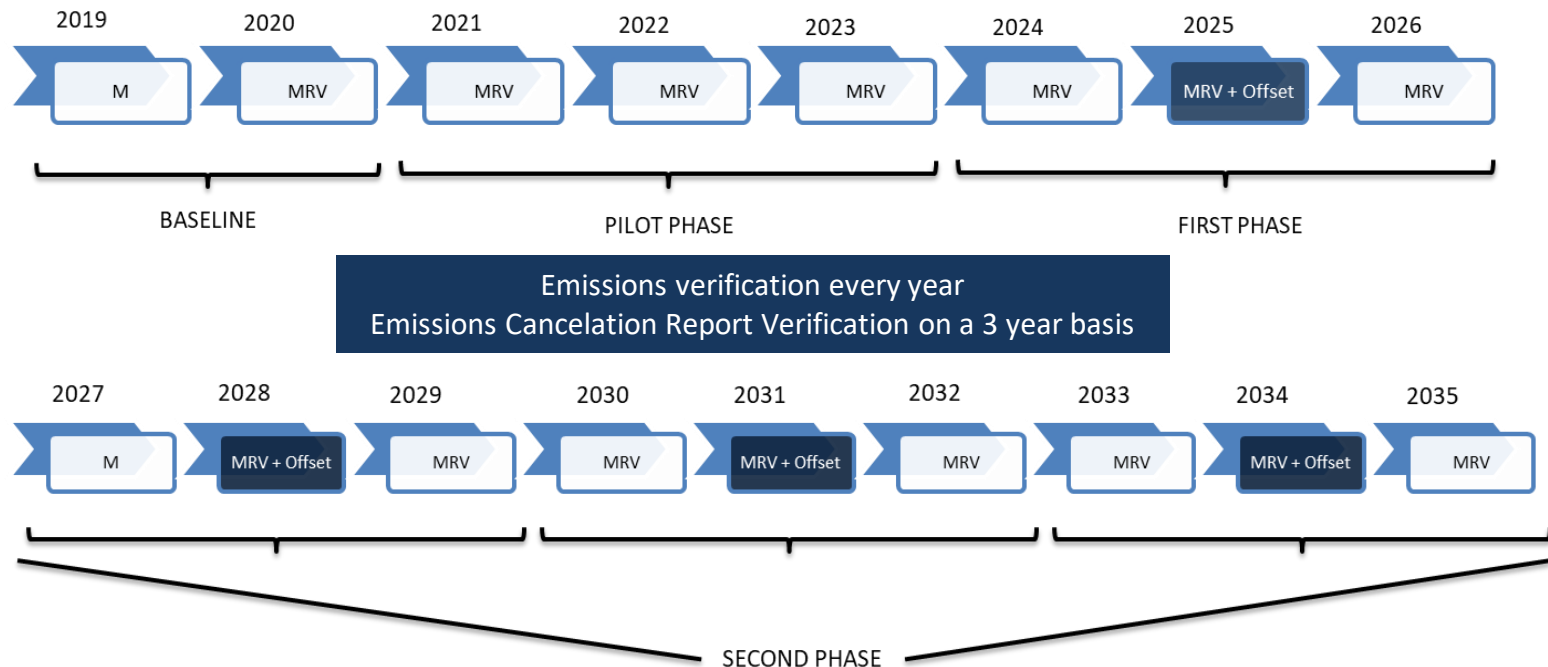 2019 2020 2021 2022 2023 2024 2025 2026
M MRV MRV MRV MRV MRV MRV + Offset MRV
BASELINE PILOT PHASE FIRST PHASE
Emissions verification every year
Emissions Cancelation Report Verification on a 3 year basis
2027 2028 2029 2030 2031 2032 2033 2034 2035
M MRV + Offset MRV MRV MRV + Offset MRV MRV MRV + Offset MRV
SECOND PHASE